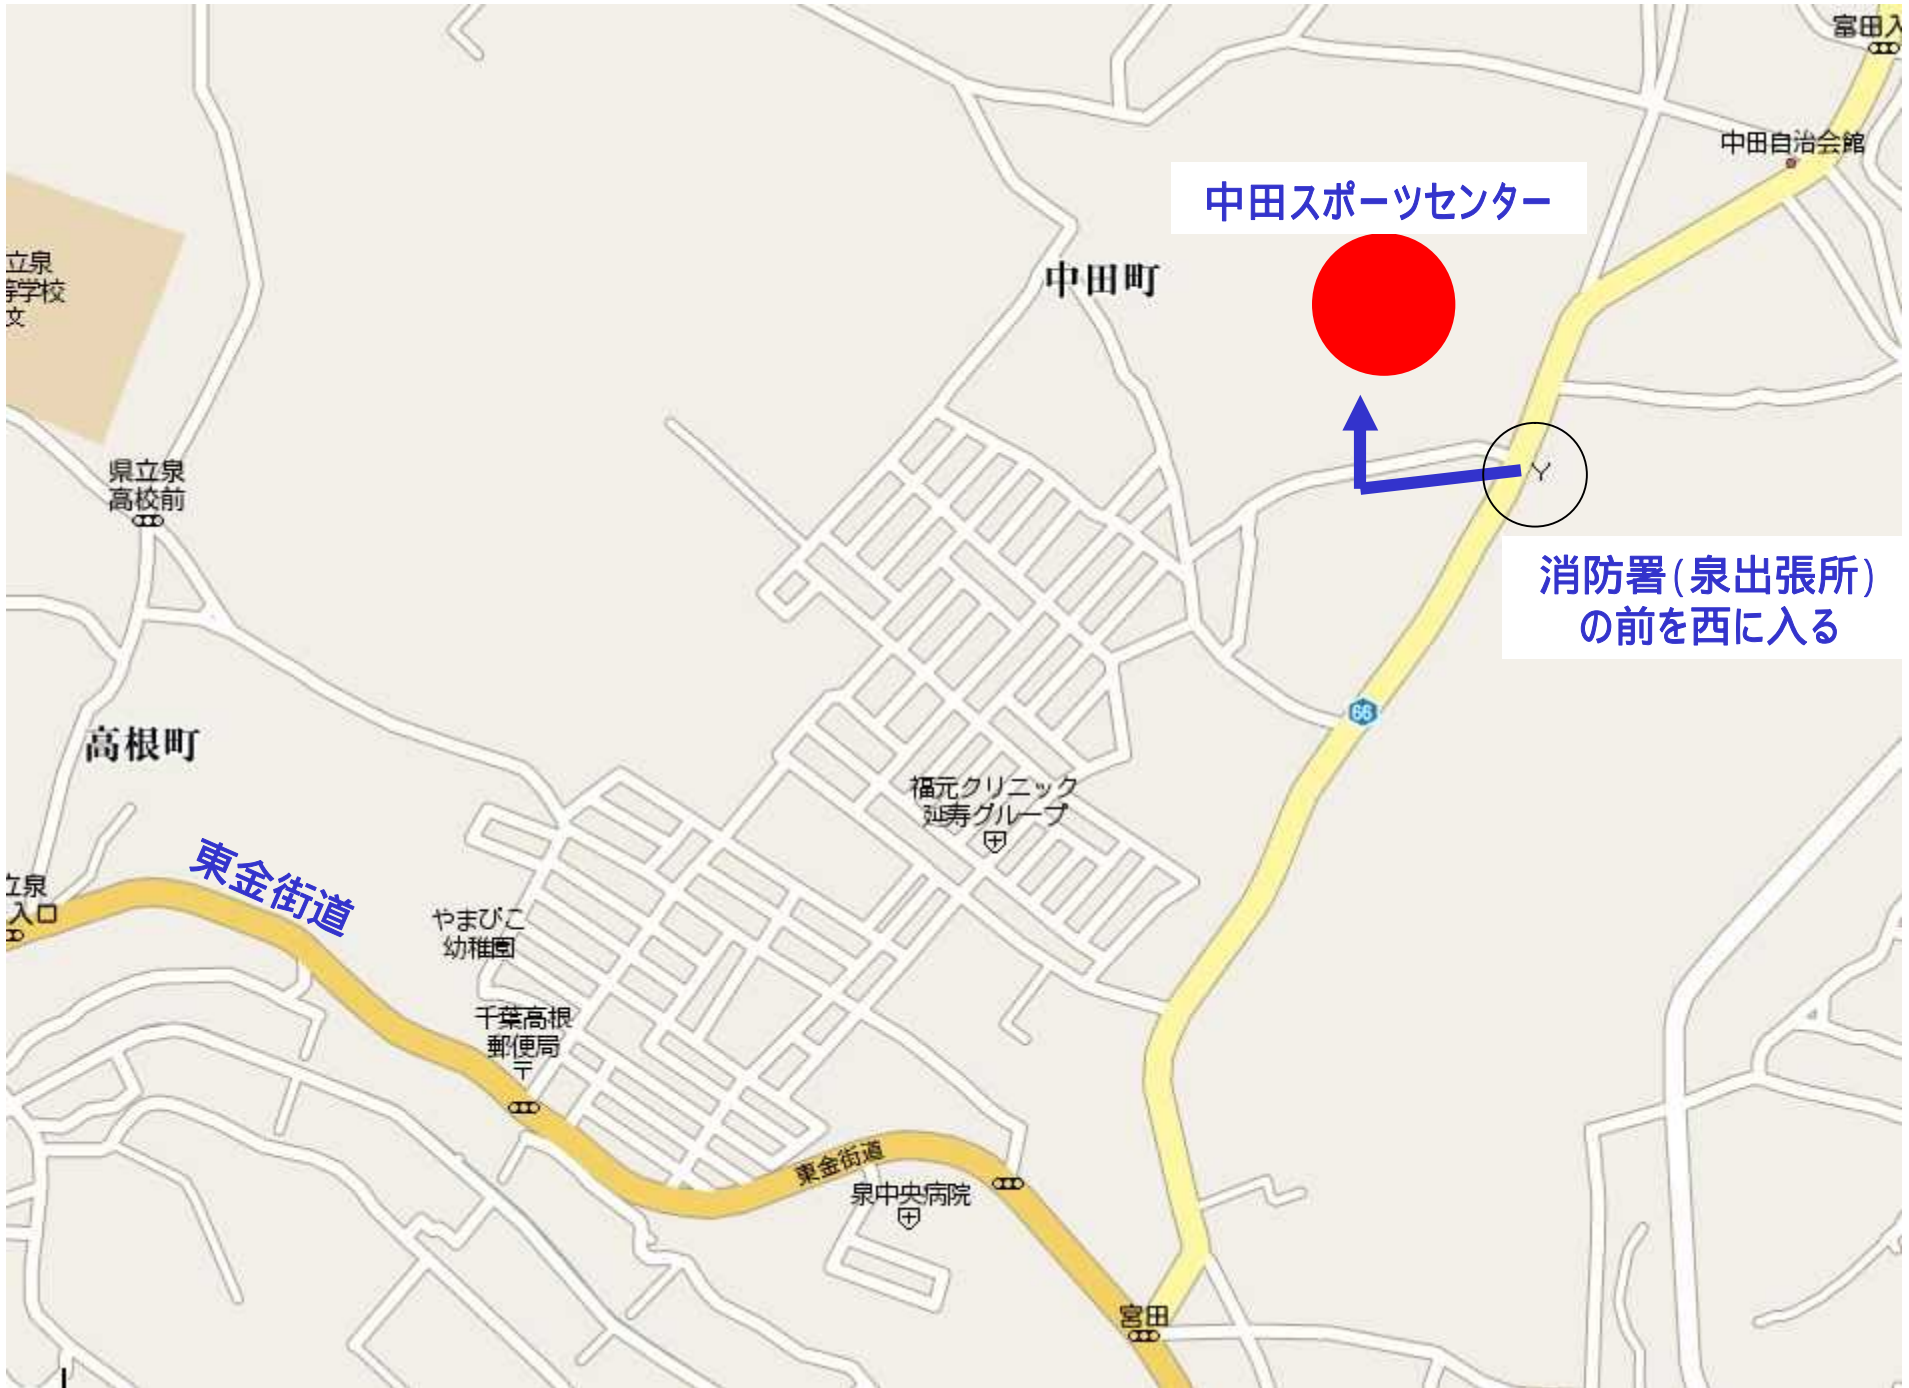 富田入
中田自治会館
中田スポーツセンター
中田町
立泉
等学校
文
県立泉
高校前
消防署(泉出張所)
の前を西に入る
66
高根町
福元クリニック
延寿グループ
東金街道
立泉
入口
やまびこ
幼稚園
千葉高根
郵便局
〒
東金街道
泉中央病院
宮田